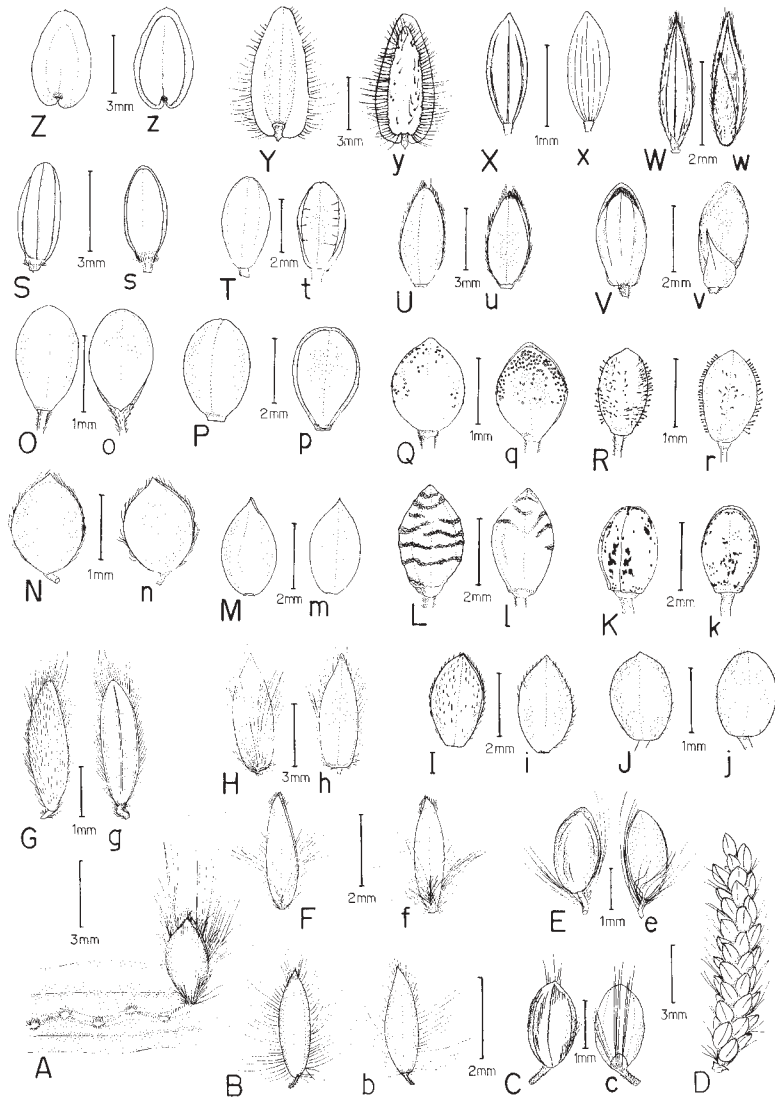 3mm
Z z
3mm
Y y
1mm
X x
2mm
W w
3mm
S s
2mm
T t
3mm
U u
2mm
V v
1mm
O o
2mm
P p
1mm
Q q
1mm
R r
1mm
N n
2mm
M m
2mm
L l
2mm
K k
1mm
G g
3mm
H h
2mm
I i
1mm
J j
3mm
A
2mm
F f
1mm
E e
2mm
B b
1mm
C c
3mm
D